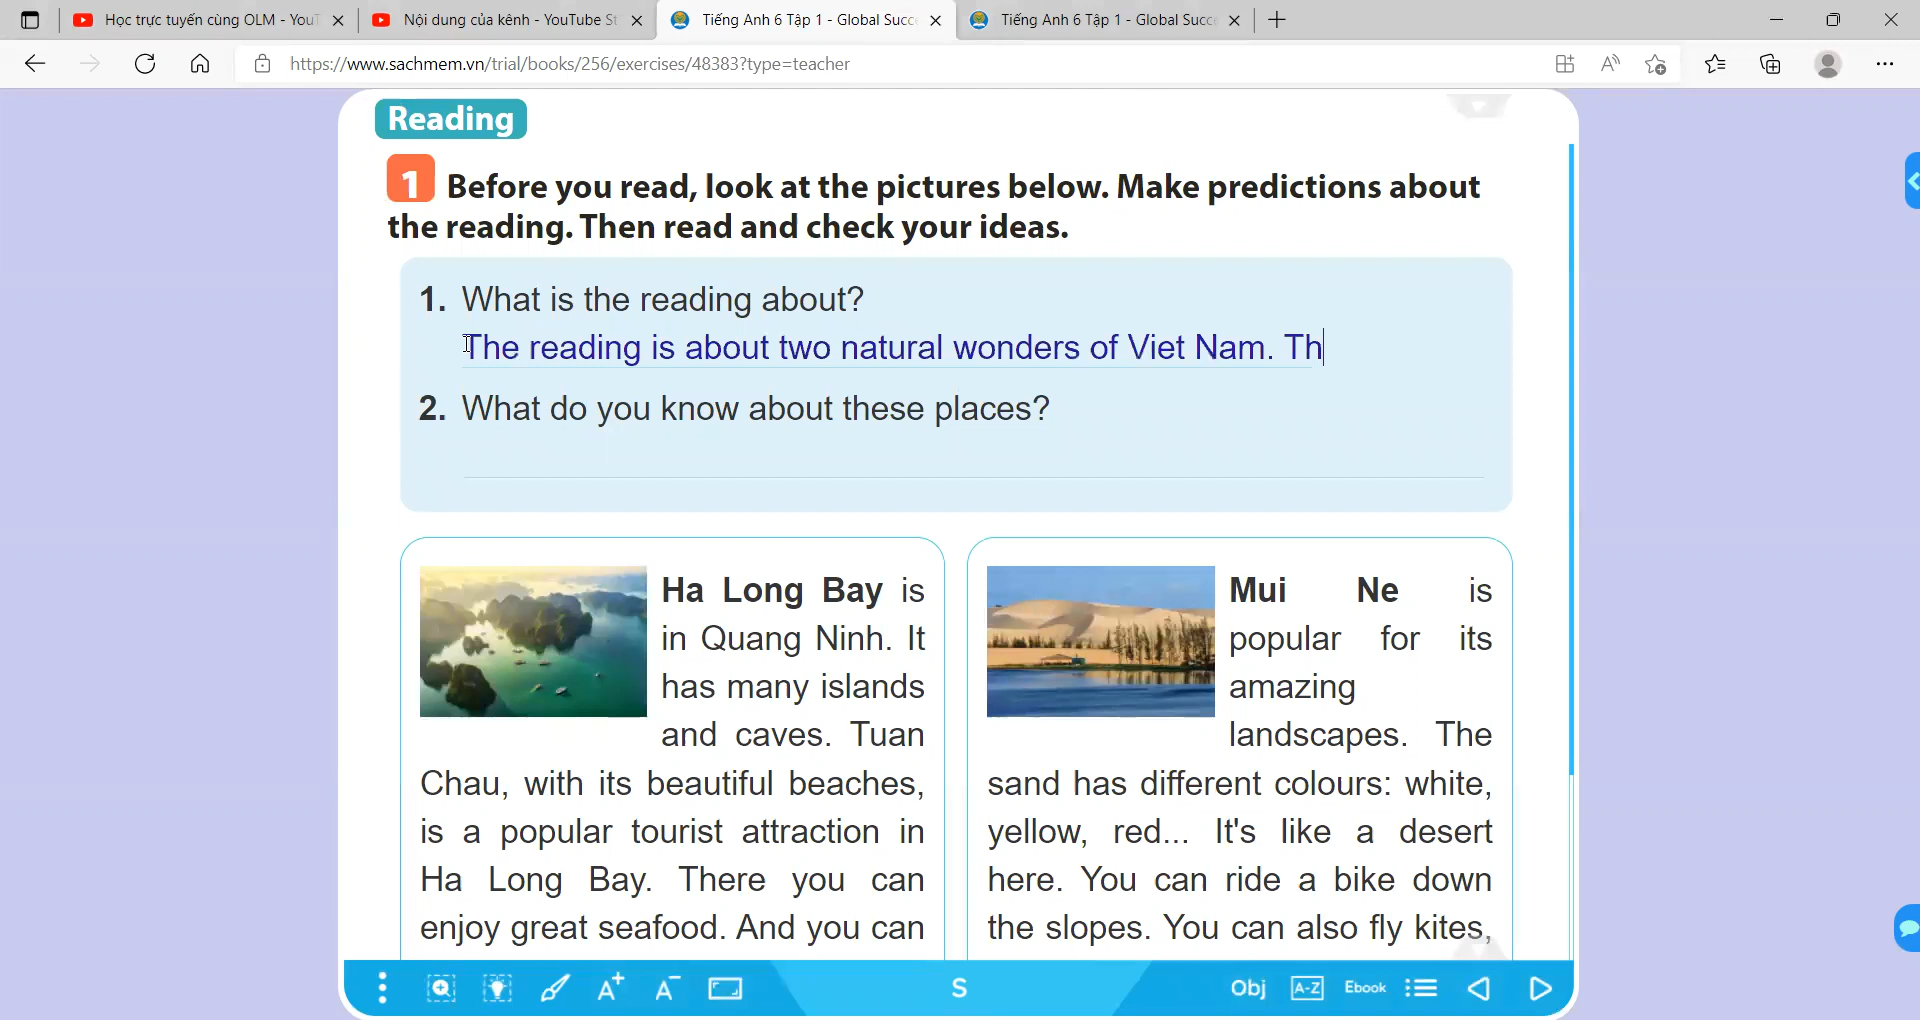 Học trực tuyến cùng OLM - YouT
Nội dung của kênh - YouTube St
Tiếng Anh 6 Tập 1 - Global Succe
Tiếng Anh 6 Tập 1 - Global Succe
https://www.sachmem.vn/trial/books/256/exercises/48383?type=teacher
Reading
1 Before you read, look at the pictures below. Make predictions about
the reading. Then read and check your ideas.
1. What is the reading about?
The reading is about two natural wonders of Viet Nam. Th
2. What do you know about these places?
Ha Long Bay is
in Quang Ninh. It
has many islands
and caves. Tuan
Chau, with its beautiful beaches,
is a popular tourist attraction in
Ha Long Bay. There you can
enjoy great seafood. And you can
Mui Ne is
popular for its
amazing
landscapes. The
sand has different colours: white,
yellow, red... It's like a desert
here. You can ride a bike down
the slopes. You can also fly kites,
A+ A- S Obj A-Z Ebook